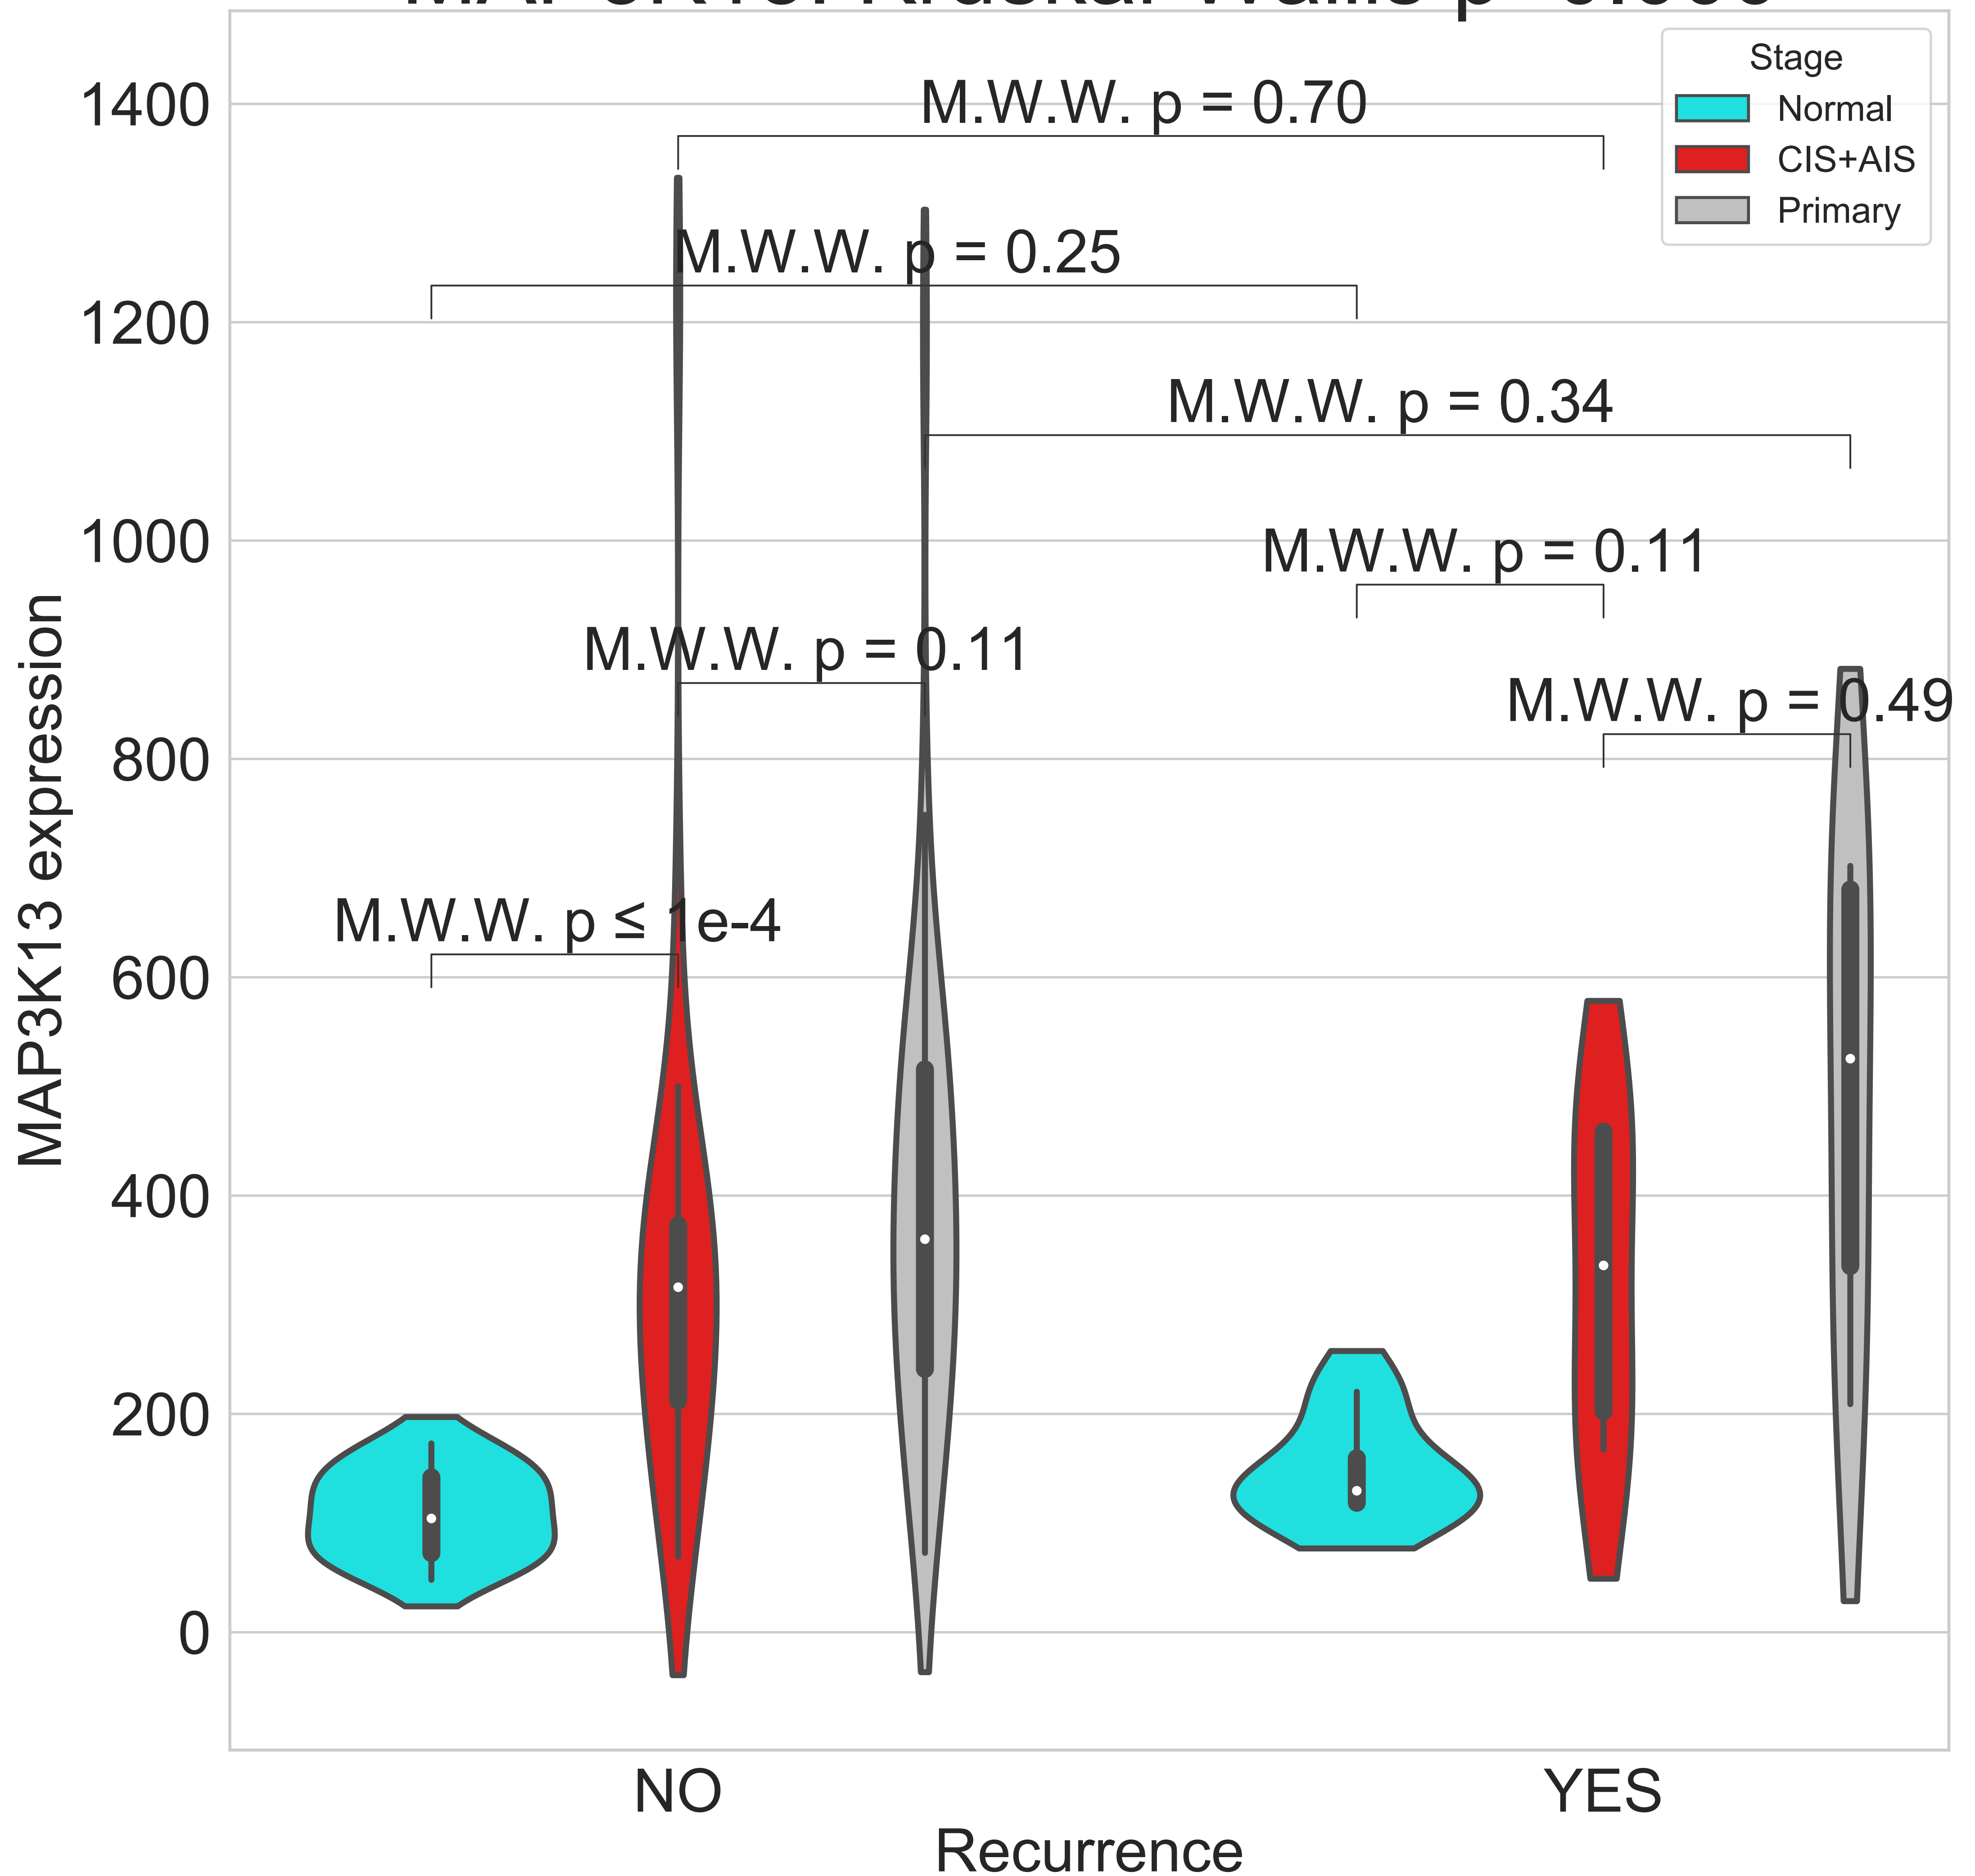 Stage
Normal
CIS+AIS
Primary
M.W.W. p = 0.70
M.W.W. p = 0.25
M.W.W. p = 0.34
M.W.W. p = 0.11
M.W.W. p = 0.11
M.W.W. p = 0.49
M.W.W. p ≤ 1e-4
1400
1200
1000
800
600
400
200
0
MAP3K13 expression
NO
YES
Recurrence